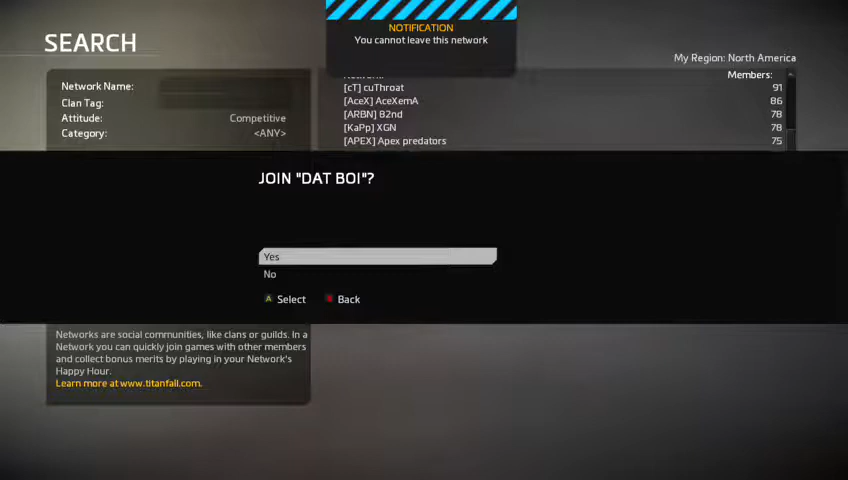 NOTIFICATION
You cannot leave this network
SEARCH
My Region: North America
Network Name:
Clan Tag:
Attitude: Competitive
Category: <ANY>
Members:
[cT] cuThroat 91
[AceX] AceXemA 86
[ARBN] 82nd 78
[KaPp] XGN 78
[APEX] Apex predators 75
JOIN "DAT BOI"?
Yes
No
A Select
Back
Networks are social communities, like clans or guilds. In a
Network you can quickly join games with other members
and collect bonus merits by playing in your Network's
Happy Hour.
Learn more at www.titanfall.com.